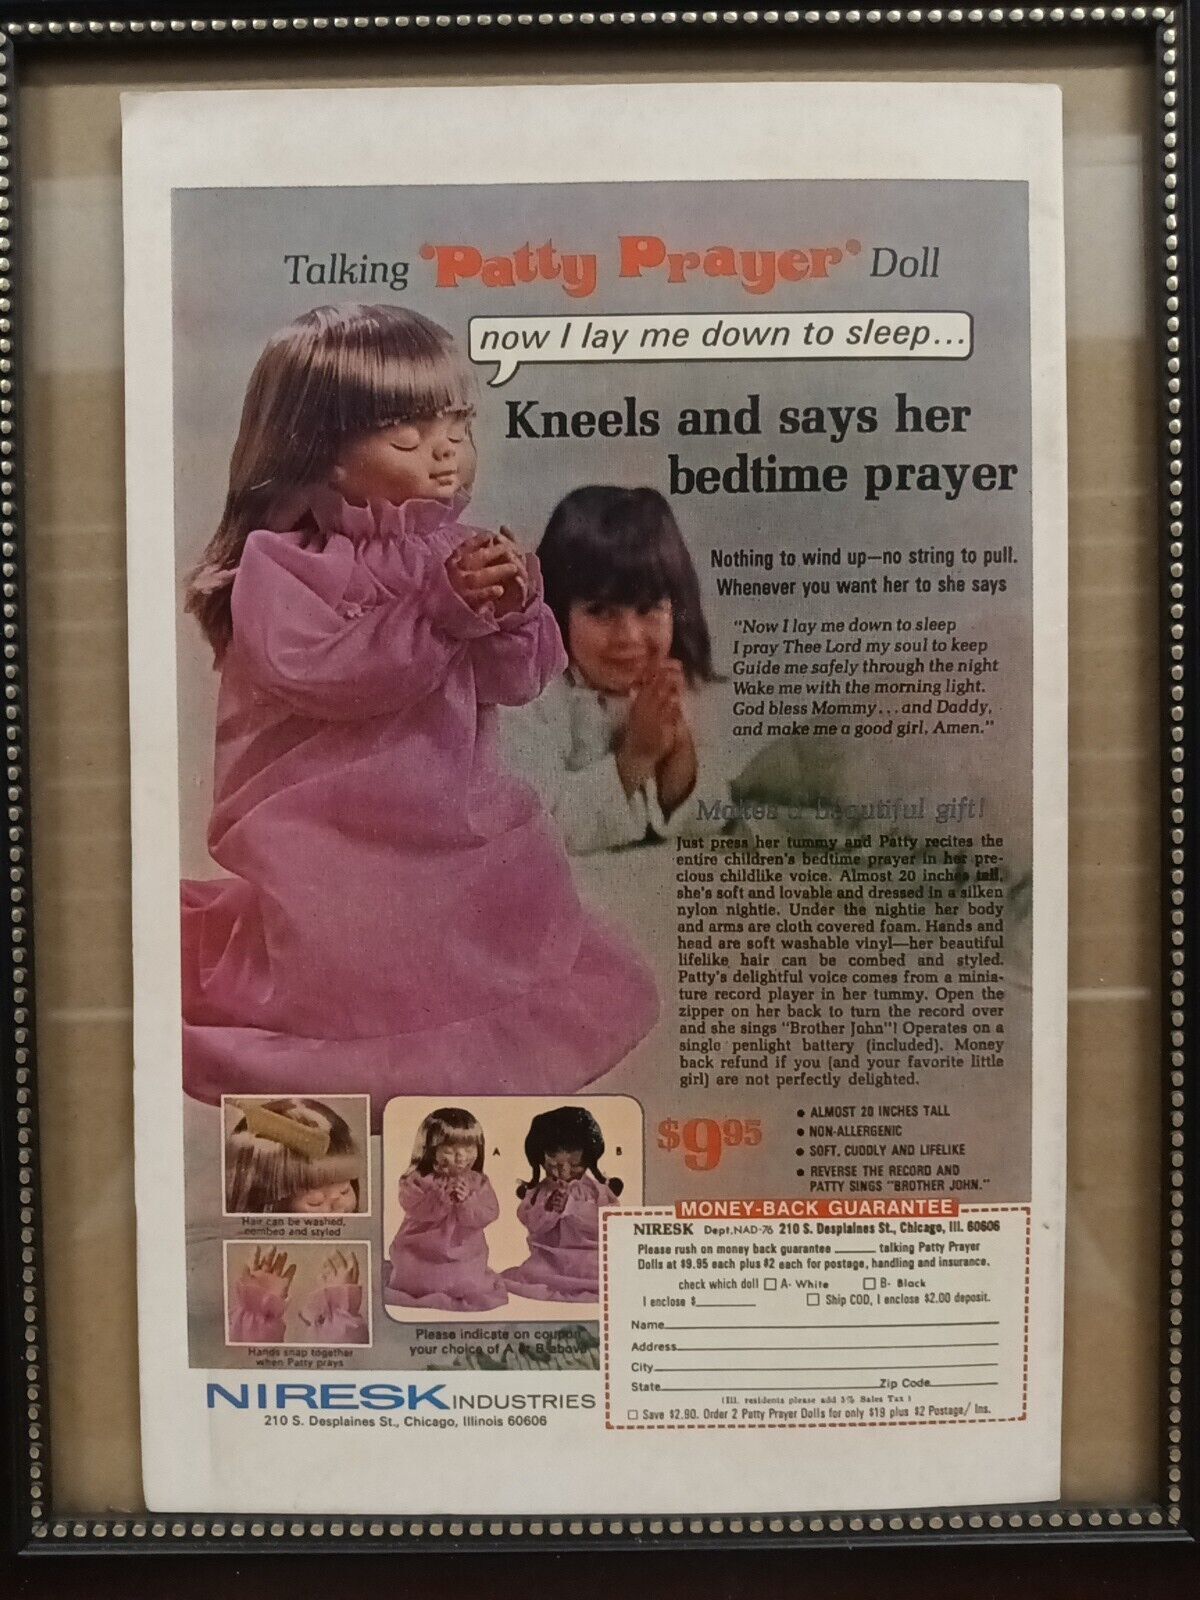 Talking 'Patty Prayer' Doll
now I lay me down to sleep...
Kneels and says her
bedtime prayer
Nothing to wind up—no string to pull.
Whenever you want her to she says
"Now I lay me down to sleep
I pray Thee Lord my soul to keep
Guide me safely through the night
Wake me with the morning light.
God bless Mommy...and Daddy,
and make me a good girl, Amen."
Makes a beautiful gift!
Just press her tummy and Patty recites the
entire children's bedtime prayer in her pre-
cious childlike voice. Almost 20 inches tall,
she's soft and lovable and dressed in a silken
nylon nightie. Under the nightie her body
and arms are cloth covered foam. Hands and
head are soft washable vinyl—her beautiful
lifelike hair can be combed and styled.
Patty's delightful voice comes from a minia-
ture record player in her tummy. Open the
zipper on her back to turn the record over
and she sings "Brother John"! Operates on a
single penlight battery (included). Money
back refund if you (and your favorite little
girl) are not perfectly delighted.
$9.95
• ALMOST 20 INCHES TALL
• NON-ALLERGENIC
• SOFT, CUDDLY AND LIFELIKE
• REVERSE THE RECORD AND
PATTY SINGS "BROTHER JOHN."
Hair can be washed,
combed and styled
Hands snap together
when Patty prays
A
B
Please indicate on coupon
your choice of A or B above
NIRESK INDUSTRIES
210 S. Desplaines St., Chicago, Illinois 60606
MONEY-BACK GUARANTEE
NIRESK Dept. NAD-76 210 S. Desplaines St., Chicago, Ill. 60606
Please rush on money back guarantee ______ talking Patty Prayer
Dolls at $9.95 each plus $2 each for postage, handling and insurance.
check which doll ☐ A- White ☐ B- Black
I enclose $________ ☐ Ship COD, I enclose $2.00 deposit.
Name
Address
City
State Zip Code
(Ill. residents please add 5% Sales Tax)
☐ Save $2.90. Order 2 Patty Prayer Dolls for only $19 plus $2 Postage/ Ins.